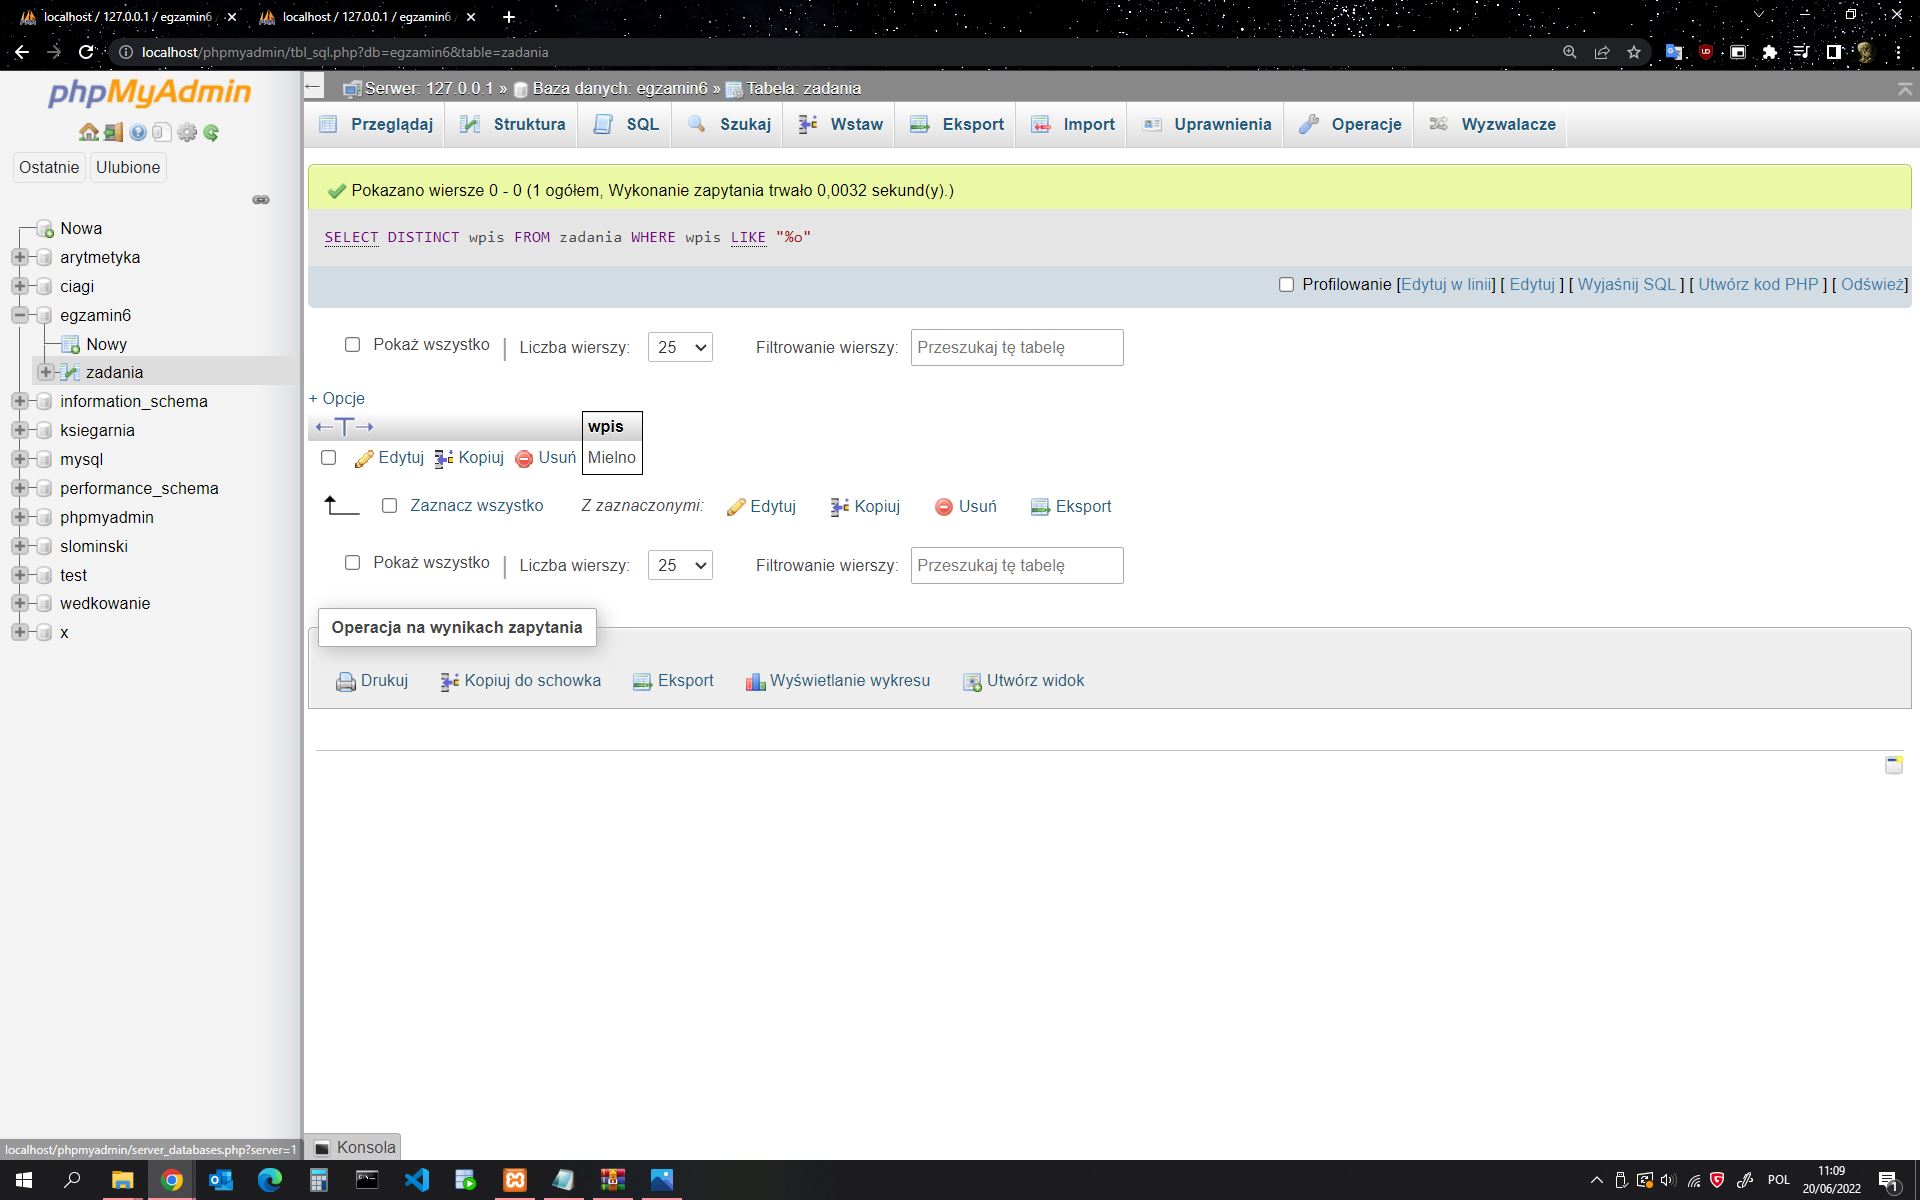 localhost / 127.0.0.1 / egzamin6
localhost / 127.0.0.1 / egzamin6
localhost/phpmyadmin/tbl_sql.php?db=egzamin6&table=zadania
phpMyAdmin
Ostatnie Ulubione
Nowa
arytmetyka
ciagi
egzamin6
Nowy
zadania
information_schema
ksiegarnia
mysql
performance_schema
phpmyadmin
slominski
test
wedkowanie
x
localhost/phpmyadmin/server_databases.php?server=1
Serwer: 127.0.0.1 » Baza danych: egzamin6 » Tabela: zadania
Przeglądaj Struktura SQL Szukaj Wstaw Eksport Import Uprawnienia Operacje Wyzwalacze
Pokazano wiersze 0 - 0 (1 ogółem, Wykonanie zapytania trwało 0,0032 sekund(y).)
SELECT DISTINCT wpis FROM zadania WHERE wpis LIKE "%o"
Profilowanie [Edytuj w linii] [ Edytuj ] [ Wyjaśnij SQL ] [ Utwórz kod PHP ] [ Odśwież]
Pokaż wszystko | Liczba wierszy: 25 Filtrowanie wierszy: Przeszukaj tę tabelę
+ Opcje
←T→ wpis
Edytuj Kopiuj Usuń Mielno
Zaznacz wszystko Z zaznaczonymi: Edytuj Kopiuj Usuń Eksport
Pokaż wszystko | Liczba wierszy: 25 Filtrowanie wierszy: Przeszukaj tę tabelę
Operacja na wynikach zapytania
Drukuj Kopiuj do schowka Eksport Wyświetlanie wykresu Utwórz widok
Konsola
POL
11:09
20/06/2022
1